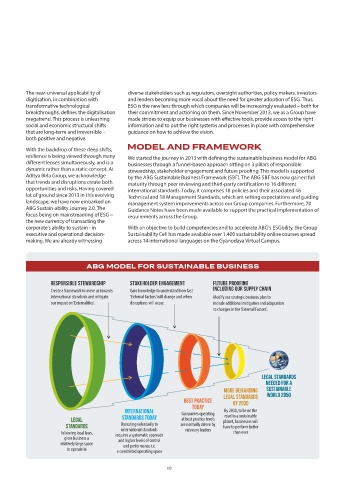 The near-universal applicability of
digitisation, in combination with
transformative technological
breakthroughs, defines the digitalisation
megatrend. This process is unleashing
social and economic structural shifts
that are long-term and irreversible –
both positive and negative.
With the backdrop of these deep shifts,
resilience is being viewed through many
different lenses simultaneously, and is a
dynamic rather than a static concept. At
Aditya Birla Group, we acknowledge
that trends and disruptions create both
opportunities and risks. Having covered
lot of ground since 2013 in this evolving
landscape, we have now embarked on
ABG Sustain-ability Journey 2.0. The
focus being on mainstreaming of ESG –
the new currency of transacting the
corporate's ability to sustain - in
executive and operational decision-
making. We are already witnessing
diverse stakeholders such as regulators, oversight authorities, policy makers, investors
and lenders becoming more vocal about the need for greater adoption of ESG. Thus,
ESG is the new lens through which companies will be increasingly evaluated – both for
their commitment and actioning on them. Since November 2013, we as a Group have
made strides to equip our businesses with effective tools, provide access to the right
information and to put the right systems and processes in place with comprehensive
guidance on how to achieve the vision.
MODEL AND FRAMEWORK
We started the journey in 2013 with defining the sustainable business model for ABG
businesses through a funnel-based approach sitting on 3 pillars of responsible
stewardship, stakeholder engagement and future proofing. This model is supported
by the ABG Sustainable Business Framework (SBF). The ABG SBF has now gained full
maturity through peer reviewing and third-party certification to 16 different
international standards. Today, it comprises 16 policies and their associated 46
Technical and 18 Management Standards, which are setting expectations and guiding
management system improvements across our Group companies. Furthermore, 70
Guidance Notes have been made available to support the practical implementation of
requirements across the Group.
With an objective to build competencies and to accelerate ABG's ESGbility, the Group
Sustainability Cell has made available over 1,400 sustainability online courses spread
across 14 international languages on the Gyanodaya Virtual Campus.
ABG MODEL FOR SUSTAINABLE BUSINESS
RESPONSIBLE STEWARDSHIP
Create a framework to move us towards
International standards and mitigate
our impact on 'Externalities'.
STAKEHOLDER ENGAGEMENT
Gain knowledge to understand how fast
'External Factors' will change and when
disruptions will occur.
FUTURE PROOFING
INCLUDING OUR SUPPLY CHAIN
Modify our strategic business plan to
include additional mitigation and adaptation
to changes in the 'External Factors'.
LEGAL
STANDARDS
Following local laws,
gives Business a
relatively large space
to operate in
INTERNATIONAL
STANDARDS TODAY
Operating voluntarily to
international standards
requires a systematic approach
and higher levels of control
and performance i.e.
a constrained operating space
BEST PRACTICE
TODAY
Companies operating
at best practice levels
are normally driven by
visionary leaders
MORE DEMANDING
LEGAL STANDARDS
BY 2030
By 2050, to be on the
road to a sustainable
planet, businesses will
have to perform better
than ever
LEGAL STANDARDS
NEEDED FOR A
SUSTAINABLE
WORLD 2050